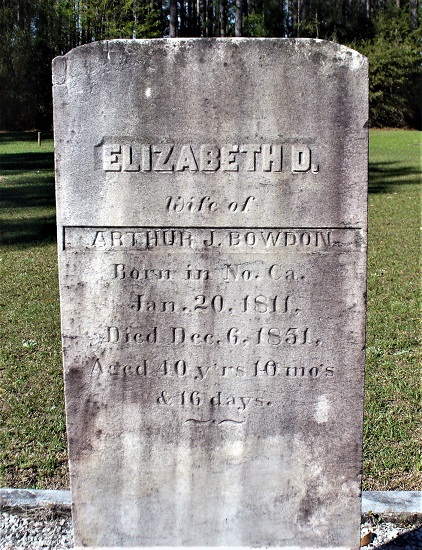 ELIZABETH D.
Wife of
ARTHUR J. BOWDON.
Born in No. Ca.
Jan. 20. 1811.
Died Dec. 6. 1851,
Aged 40 y'rs 10 mo's
& 16 days.